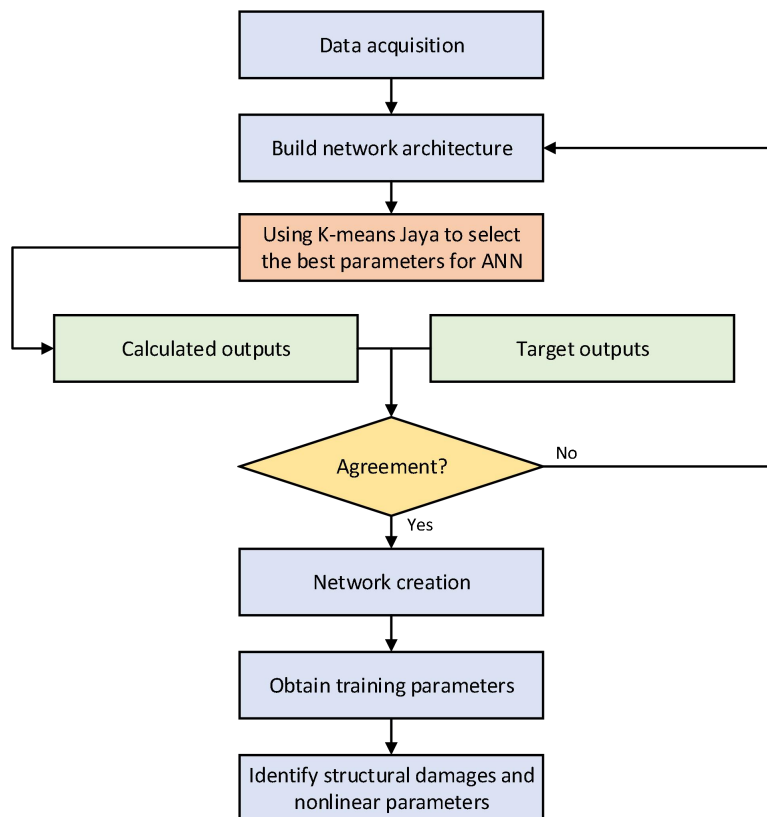 Data acquisition
Build network architecture
Using K-means Jaya to select
the best parameters for ANN
Calculated outputs
Target outputs
Agreement?
No
Yes
Network creation
Obtain training parameters
Identify structural damages and
nonlinear parameters